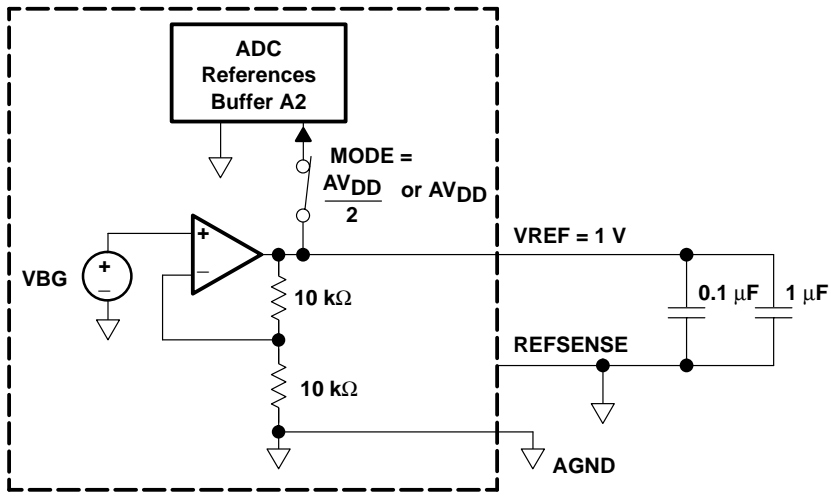 ADC
References
Buffer A2
MODE =
AVDD
2
or AVDD
+
−
VBG
+
−
10 kΩ
10 kΩ
VREF = 1 V
0.1 μF
1 μF
REFSENSE
AGND